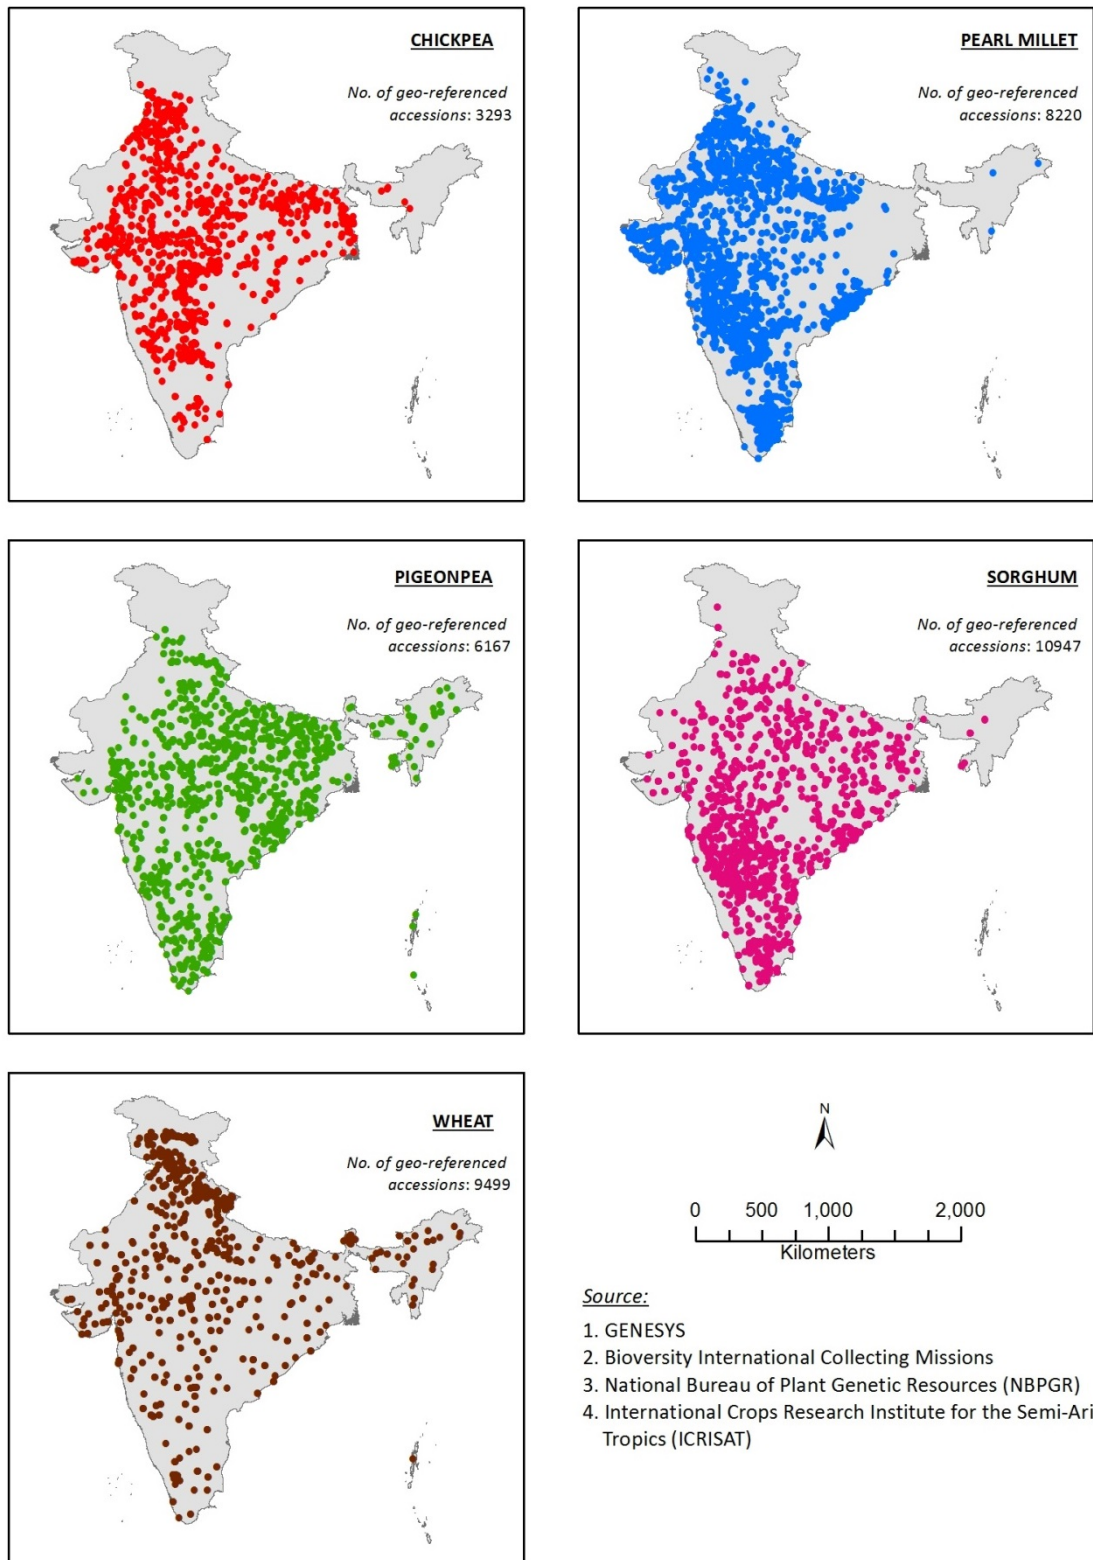 CHICKPEA
No. of geo-referenced
accessions: 3293
PEARL MILLET
No. of geo-referenced
accessions: 8220
PIGEONPEA
No. of geo-referenced
accessions: 6167
SORGHUM
No. of geo-referenced
accessions: 10947
WHEAT
No. of geo-referenced
accessions: 9499
N
0 500 1,000 2,000
Kilometers
Source:
1. GENESYS
2. Bioversity International Collecting Missions
3. National Bureau of Plant Genetic Resources (NBPGR)
4. International Crops Research Institute for the Semi-Ari
Tropics (ICRISAT)